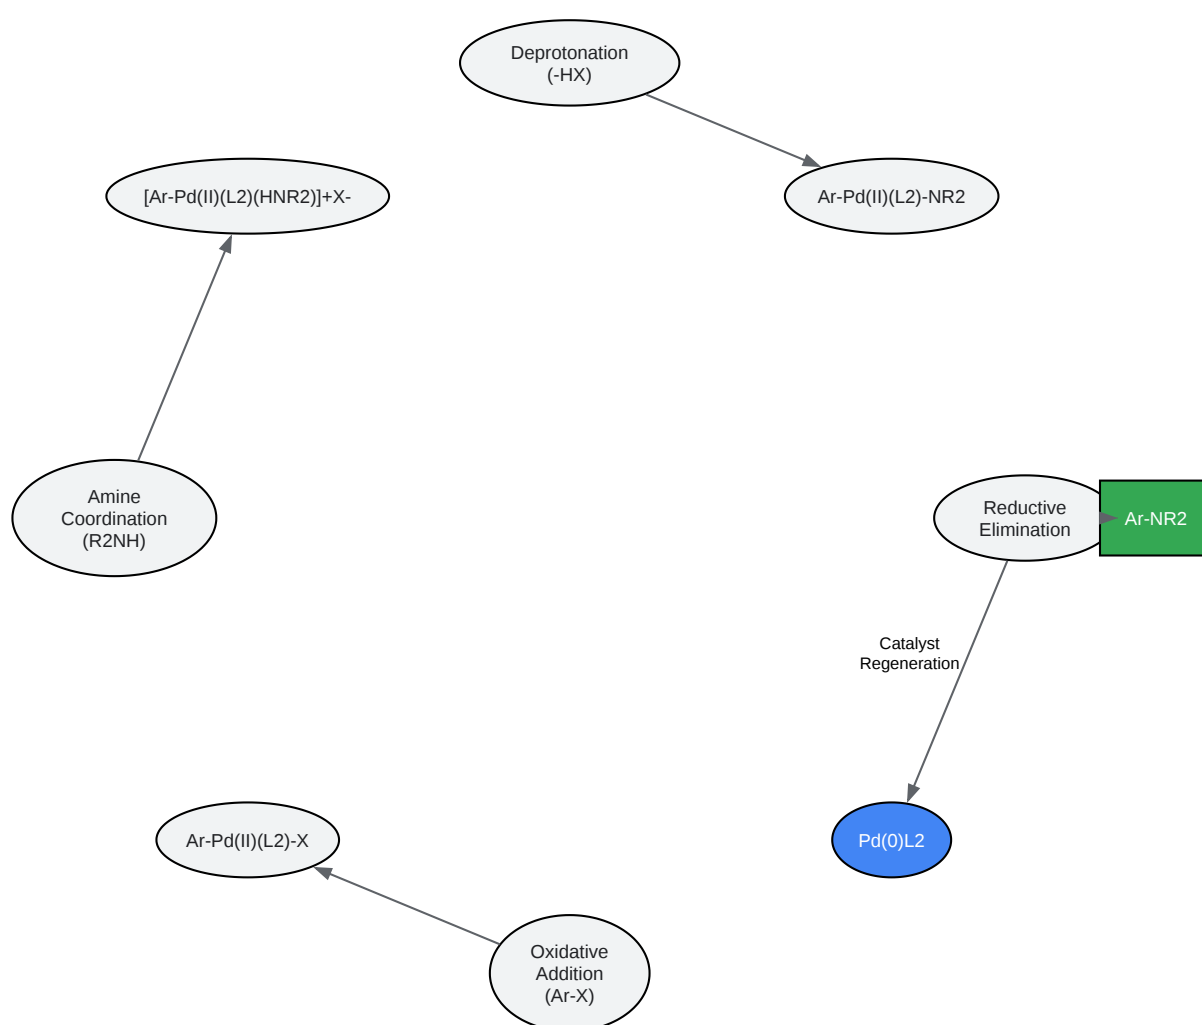 Deprotonation
(-HX)
[Ar-Pd(II)(L2)(HNR2)]+X-
Ar-Pd(II)(L2)-NR2
Amine
Coordination
(R2NH)
Reductive
Elimination
Ar-NR2
Catalyst
Regeneration
Ar-Pd(II)(L2)-X
Pd(0)L2
Oxidative
Addition
(Ar-X)